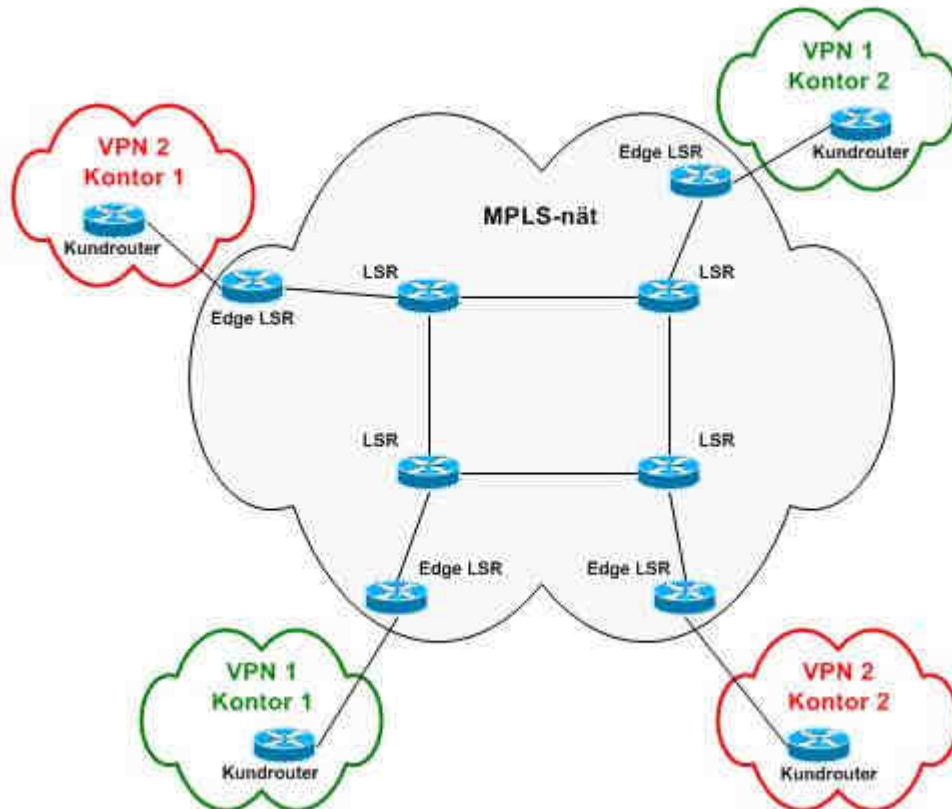 VPN 1
Kontor 2
Kundrouter
Edge LSR
VPN 2
Kontor 1
Kundrouter
MPLS-nät
Edge LSR
LSR
LSR
LSR
LSR
Edge LSR
Edge LSR
VPN 1
Kontor 1
Kundrouter
VPN 2
Kontor 2
Kundrouter